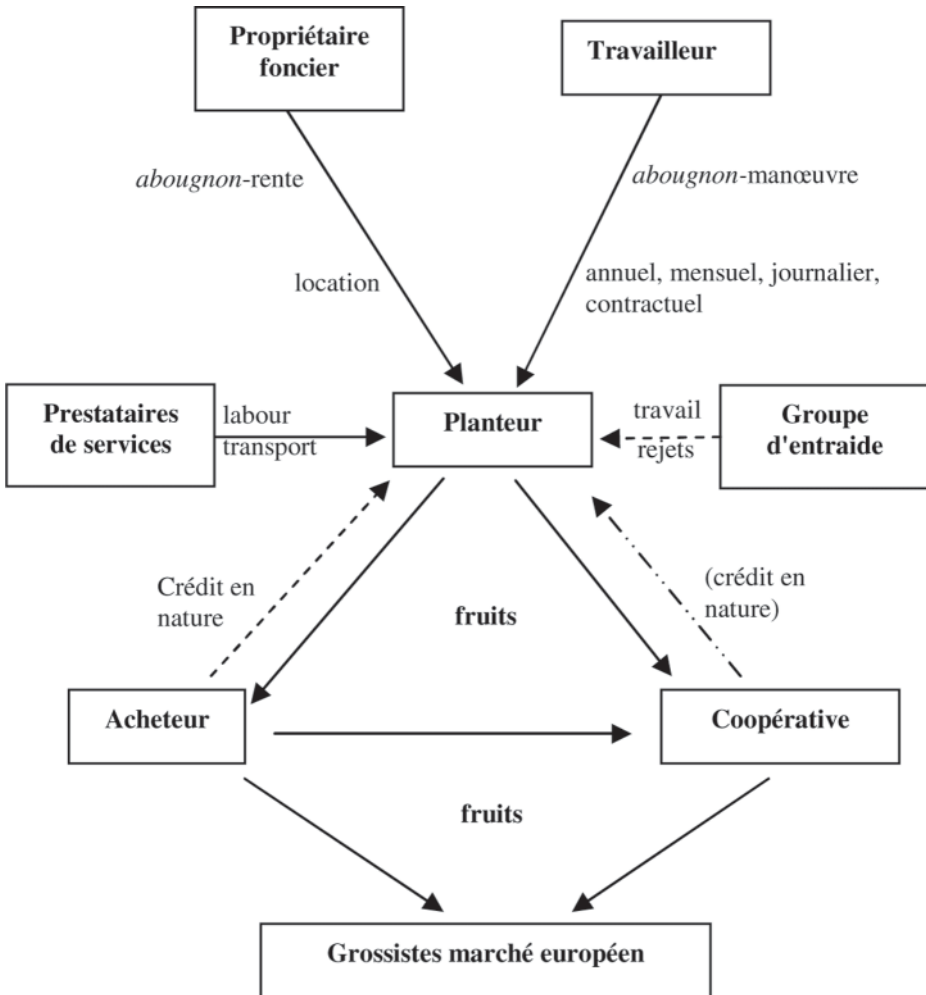 Propriétaire
foncier
Travailleur
abougnon-rente
abougnon-manœuvre
location
annuel, mensuel, journalier,
contractuel
Prestataires
de services
labour
transport
Planteur
travail
rejets
Groupe
d'entraide
Crédit en
nature
(crédit en
nature)
fruits
Acheteur
Coopérative
fruits
Grossistes marché européen